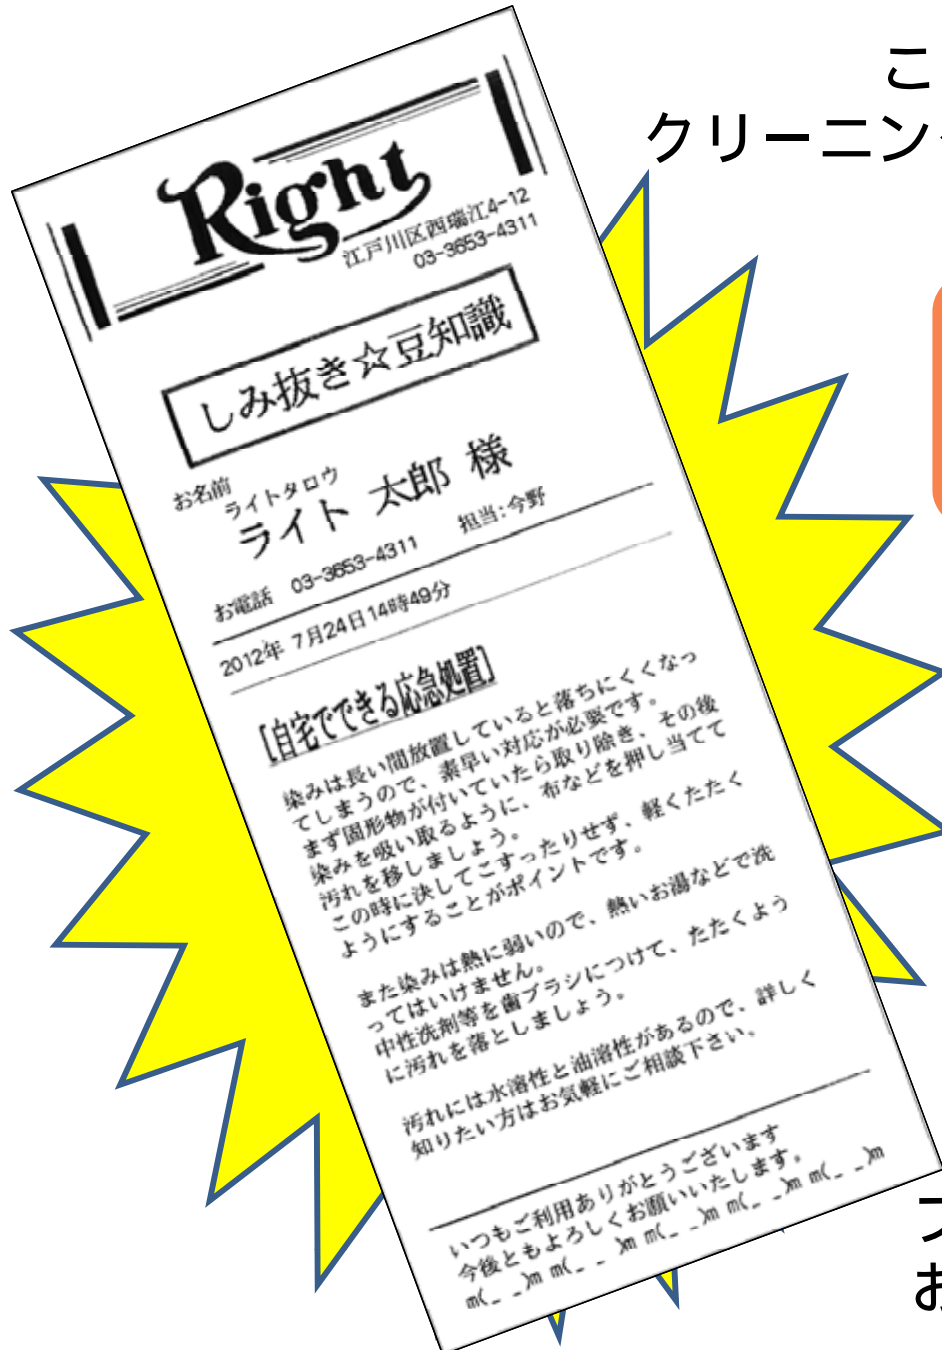 こ
クリーニン
Right
江戸川区西瑞江4-12
03-3653-4311
しみ抜き☆豆知識
お名前
ライトタロウ
ライト 太郎 様
お電話 03-3653-4311 担当:今野
2012年 7月24日14時49分
[自宅でできる応急処置]
染みは長い間放置していると落ちにくくなっ
てしまうので、素早い対応が必要です。
まず固形物が付いていたら取り除き、その後
染みを吸い取るように、布などを押し当てて
汚れを移しましょう。
この時に決してこすったりせず、軽くたたく
ようにすることがポイントです。
また染みは熱に弱いので、熱いお湯などで洗
ってはいけません。
中性洗剤等を歯ブラシにつけて、たたくよう
に汚れを落としましょう。
汚れには水溶性と油溶性があるので、詳しく
知りたい方はお気軽にご相談下さい。
いつもご利用ありがとうございます
今後ともよろしくお願いいたします。
m(_ _)m m(_ _ )m m(_ _)m m(_ _)m m(_ _)m
お